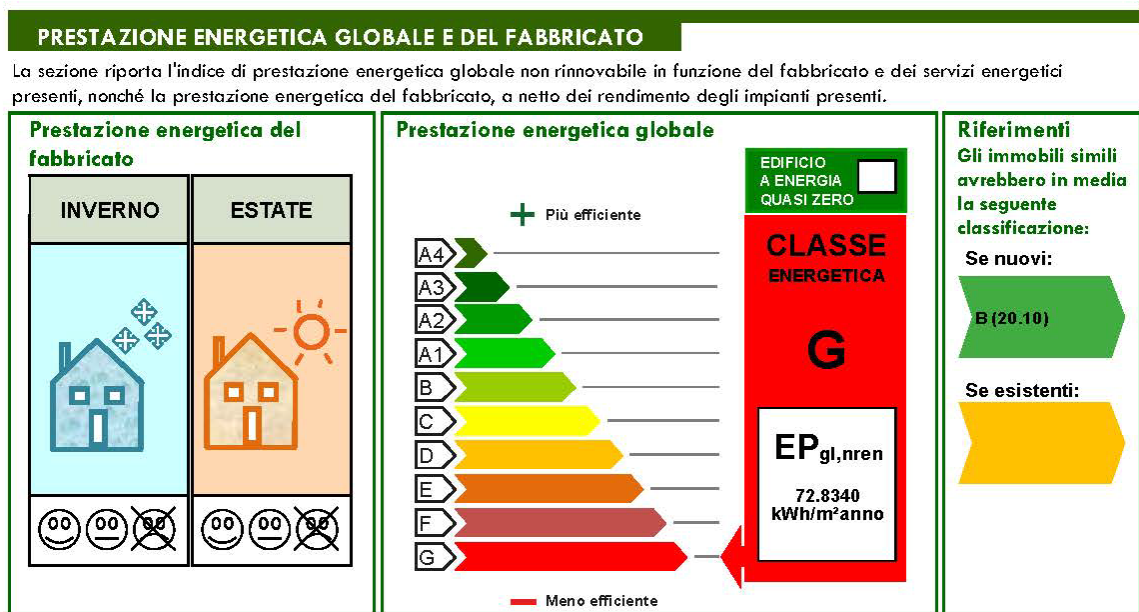 PRESTAZIONE ENERGETICA GLOBALE E DEL FABBRICATO
La sezione riporta l'indice di prestazione energetica globale non rinnovabile in funzione del fabbricato e dei servizi energetici
presenti, nonché la prestazione energetica del fabbricato, a netto dei rendimento degli impianti presenti.
Prestazione energetica del
fabbricato
INVERNO
ESTATE
Prestazione energetica globale
+ Più efficiente
A4
A3
A2
A1
B
C
D
E
F
G
Meno efficiente
EDIFICIO
A ENERGIA
QUASI ZERO
CLASSE
ENERGETICA
G
EPgl,nren
72.8340
kWh/m²anno
Riferimenti
Gli immobili simili
avrebbero in media
la seguente
classificazione:
Se nuovi:
B (20.10)
Se esistenti: